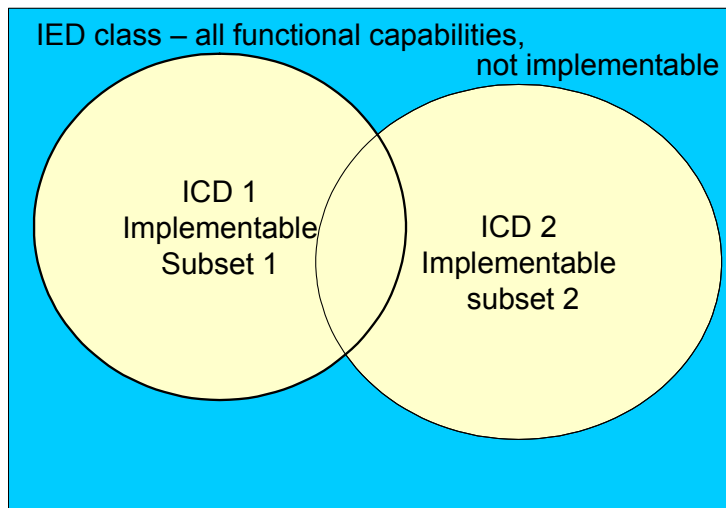 IED class – all functional capabilities,
not implementable
ICD 1
Implementable
Subset 1
ICD 2
Implementable
subset 2